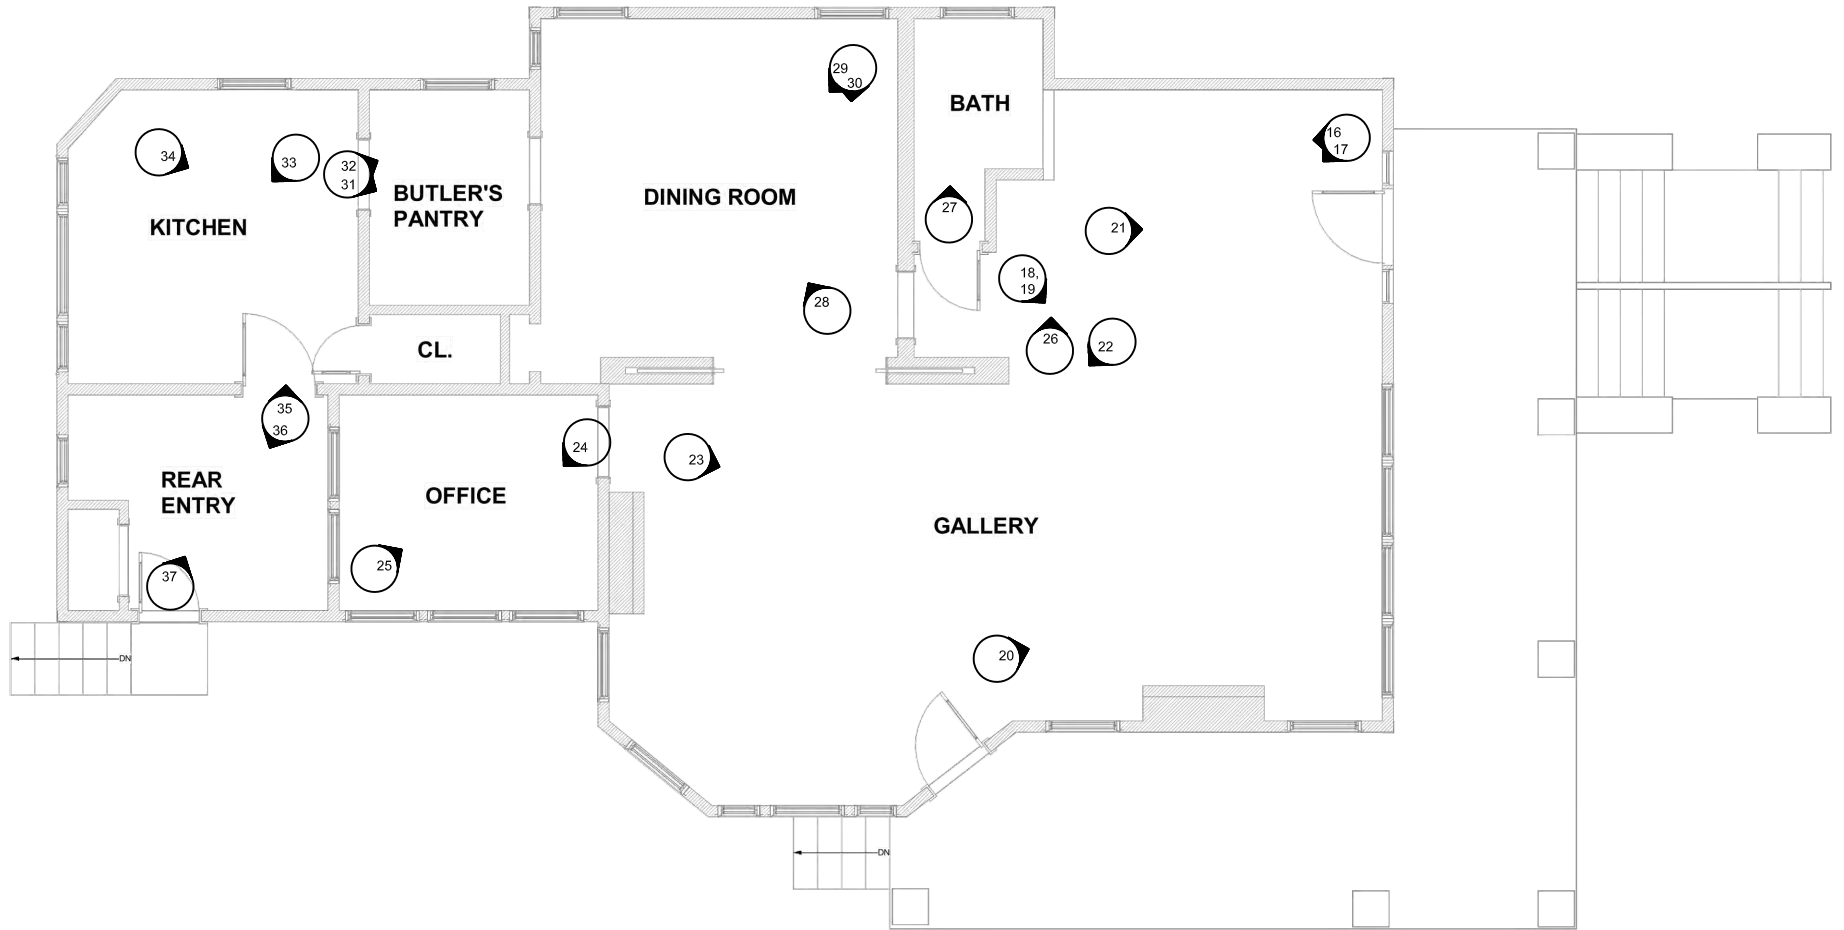 29
30
BATH
16
17
34
33
32
31
BUTLER'S
PANTRY
DINING ROOM
KITCHEN
27
21
18,
19
28
26
22
CL.
35
36
24
23
REAR
ENTRY
OFFICE
GALLERY
25
37
20
DN
DN